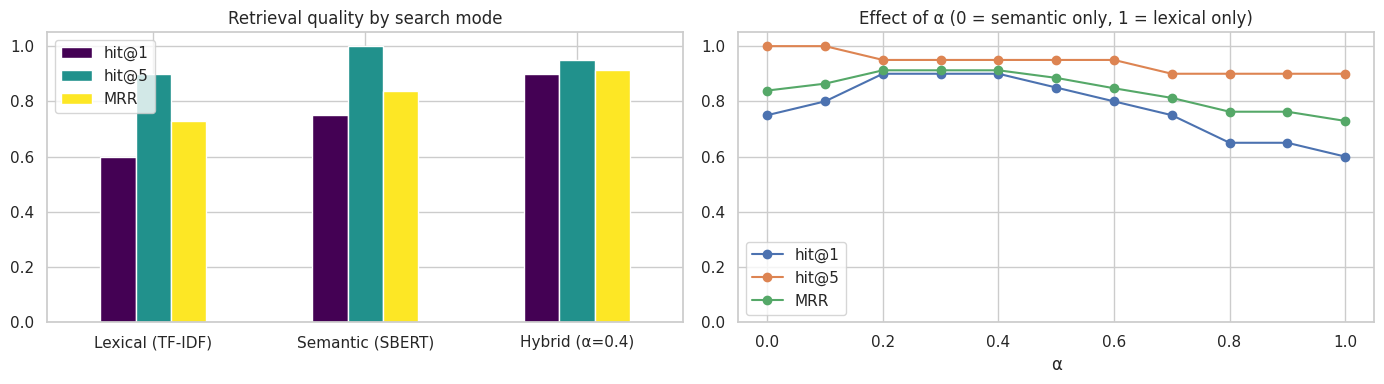 Retrieval quality by search mode
1.0
0.8
0.6
0.4
0.2
0.0
hit@1
hit@5
MRR
Lexical (TF-IDF) Semantic (SBERT) Hybrid (α=0.4)
Effect of α (0 = semantic only, 1 = lexical only)
1.0
0.8
0.6
0.4
0.2
0.0
hit@1
hit@5
MRR
0.0 0.2 0.4 0.6 0.8 1.0
α